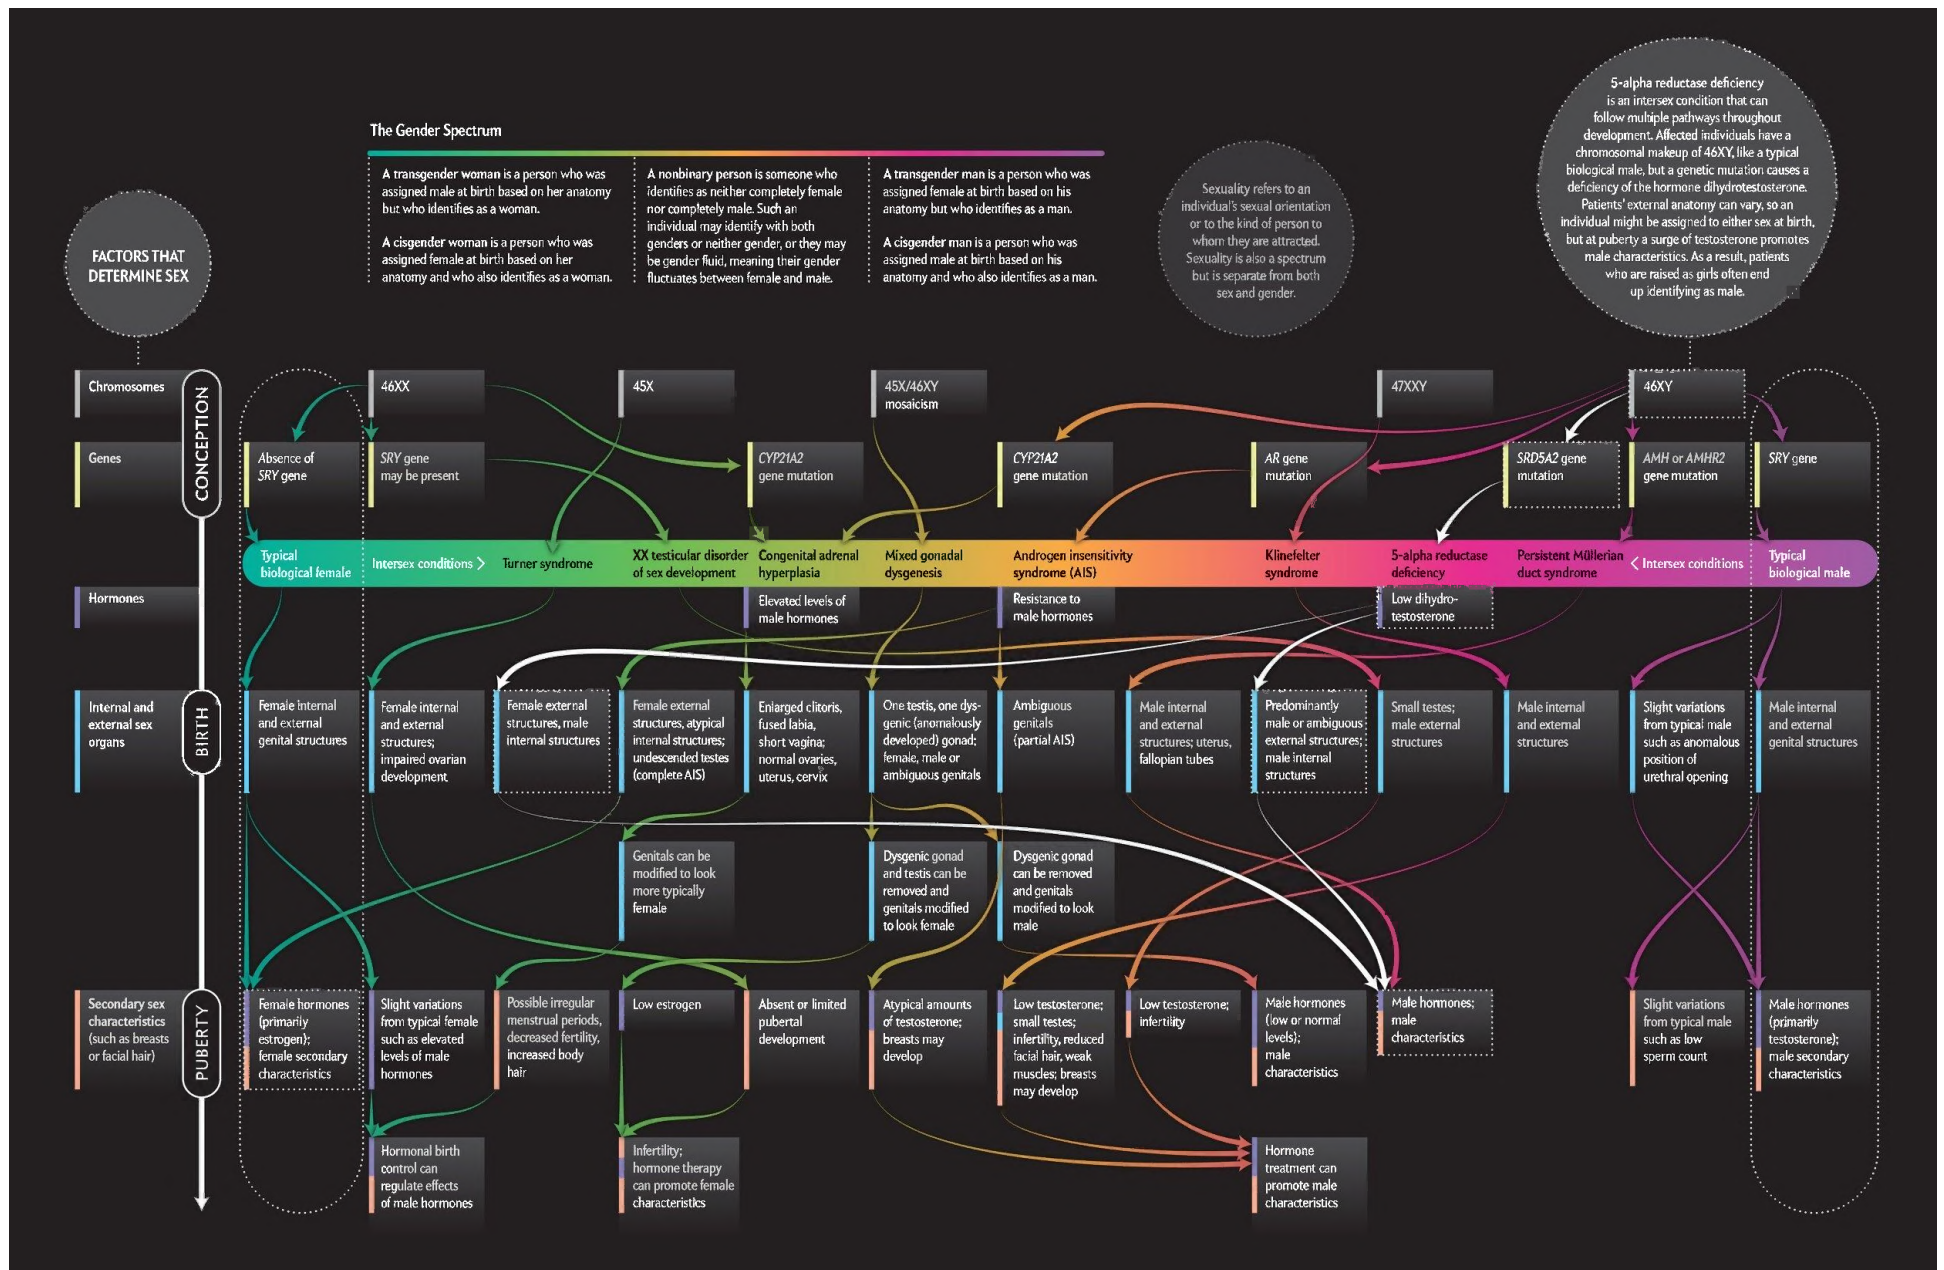 The Gender Spectrum
A transgender woman is a person who was
assigned male at birth based on her anatomy
but who identifies as a woman.
A cisgender woman is a person who was
assigned female at birth based on her
anatomy and who also identifies as a woman.
A nonbinary person is someone who
identifies as neither completely female
nor completely male. Such an
individual may identify with both
genders or neither gender, or they may
be gender fluid, meaning their gender
fluctuates between female and male.
A transgender man is a person who was
assigned female at birth based on his
anatomy but who identifies as a man.
A cisgender man is a person who was
assigned male at birth based on his
anatomy and who also identifies as a man.
Sexuality refers to an
individual's sexual orientation
or to the kind of person to
whom they are attracted.
Sexuality is also a spectrum
but is separate from both
sex and gender.
5-alpha reductase deficiency
is an intersex condition that can
follow multiple pathways throughout
development. Affected individuals have a
chromosomal makeup of 46XY, like a typical
biological male, but a genetic mutation causes a
deficiency of the hormone dihydrotestosterone.
Patients' external anatomy can vary, so an
individual might be assigned to either sex at birth,
but at puberty a surge of testosterone promotes
male characteristics. As a result, patients
who are raised as girls often end
up identifying as male.
FACTORS THAT
DETERMINE SEX
CONCEPTION
Chromosomes
46XX
45X
45X/46XY
mosaicism
47XXY
46XY
Genes
Absence of
SRY gene
SRY gene
may be present
CYP21A2
gene mutation
CYP21A2
gene mutation
AR gene
mutation
SRD5A2 gene
mutation
AMH or AMHR2
gene mutation
SRY gene
Typical
biological female
Intersex conditions >
Turner syndrome
XX testicular disorder
of sex development
Congenital adrenal
hyperplasia
Mixed gonadal
dysgenesis
Androgen insensitivity
syndrome (AIS)
Klinefelter
syndrome
5-alpha reductase
deficiency
Persistent Müllerian
duct syndrome
< Intersex conditions
Typical
biological male
Hormones
Elevated levels of
male hormones
Resistance to
male hormones
Low dihydro-
testosterone
BIRTH
Internal and
external sex
organs
Female internal
and external
genital structures
Female internal
and external
structures;
impaired ovarian
development
Female external
structures, male
internal structures
Female external
structures, atypical
internal structures;
undescended testes
(complete AIS)
Enlarged clitoris,
fused labia,
short vagina;
normal ovaries,
uterus, cervix
One testis, one dys-
genic (anomalously
developed) gonad;
female, male or
ambiguous genitals
Ambiguous
genitals
(partial AIS)
Male internal
and external
structures; uterus,
fallopian tubes
Predominantly
male or ambiguous
external structures;
male internal
structures
Small testes;
male external
structures
Male internal
and external
structures
Slight variations
from typical male
such as anomalous
position of
urethral opening
Male internal
and external
genital structures
Genitals can be
modified to look
more typically
female
Dysgenic gonad
and testis can be
removed and
genitals modified
to look female
Dysgenic gonad
can be removed
and genitals
modified to look
male
PUBERTY
Secondary sex
characteristics
(such as breasts
or facial hair)
Female hormones
(primarily
estrogen);
female secondary
characteristics
Slight variations
from typical female
such as elevated
levels of male
hormones
Possible irregular
menstrual periods,
decreased fertility,
increased body
hair
Low estrogen
Absent or limited
pubertal
development
Atypical amounts
of testosterone;
breasts may
develop
Low testosterone;
small testes;
infertility, reduced
facial hair, weak
muscles; breasts
may develop
Low testosterone;
infertility
Male hormones
(low or normal
levels);
male
characteristics
Male hormones;
male
characteristics
Slight variations
from typical male
such as low
sperm count
Male hormones
(primarily
testosterone);
male secondary
characteristics
Hormonal birth
control can
regulate effects
of male hormones
Infertility;
hormone therapy
can promote female
characteristics
Hormone
treatment can
promote male
characteristics